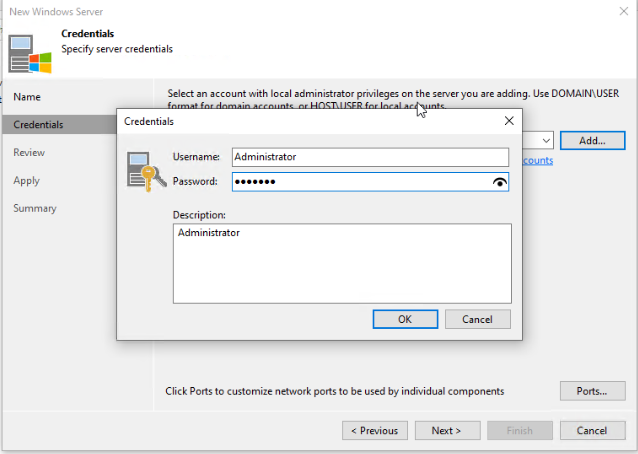 New Windows Server
Credentials
Specify server credentials
Name
Credentials
Review
Apply
Summary
Select an account with local administrator privileges on the server you are adding. Use DOMAIN\USER
format for domain accounts, or HOST\USER for local accounts.
Add...
counts
Credentials
Username: Administrator
Password: •••••••
Description:
Administrator
OK Cancel
Click Ports to customize network ports to be used by individual components Ports...
< Previous Next > Finish Cancel